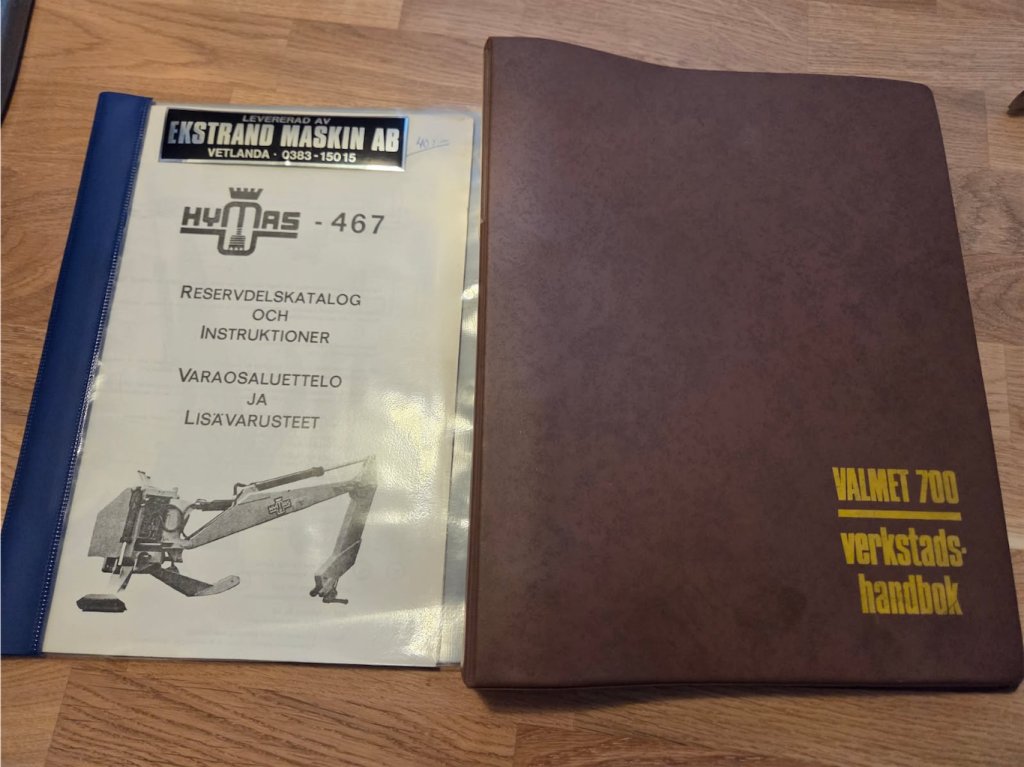 LEVERERAD AV
EKSTRAND MASKIN AB
VETLANDA · 0383-15015
HYMAS - 467
RESERVDELSKATALOG
OCH
INSTRUKTIONER
VARAOSALUETTELO
JA
LISÄVARUSTEET
HYMAS
VALMET 700
verkstads-
handbok